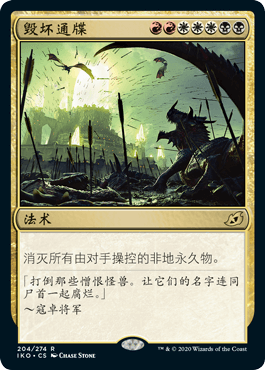 毁坏通牒
法术
消灭所有由对手操控的非地永久物。
「打倒那些憎恨怪兽。让它们的名字连同
尸首一起腐烂。」
～寇卓将军
204/274 R
IKO • CS CHASE STONE
™ & © 2020 Wizards of the Coast